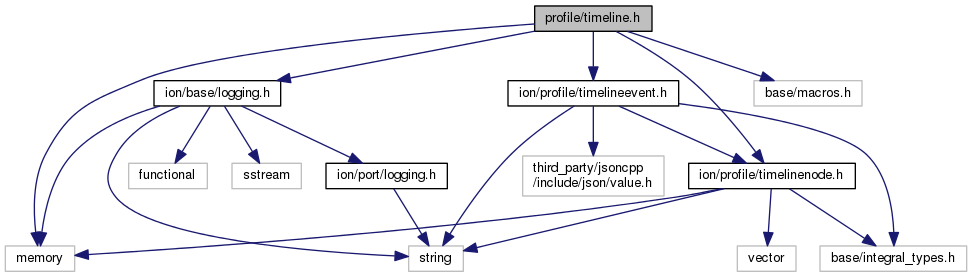 profile/timeline.h
ion/base/logging.h
ion/profile/timelineevent.h
base/macros.h
functional
sstream
ion/port/logging.h
third_party/jsoncpp
/include/json/value.h
ion/profile/timelinenode.h
memory
string
vector
base/integral_types.h